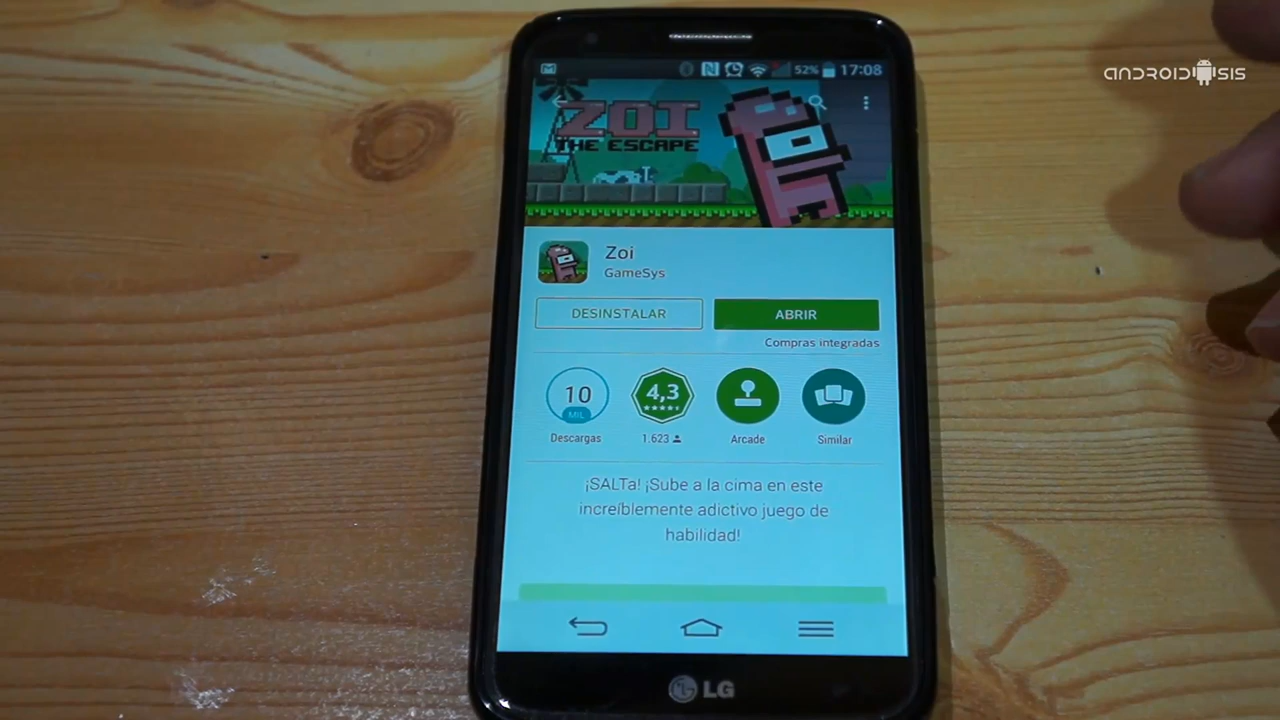 ANDROIDSIS
52% 17:08
ZOI
THE ESCAPE
Zoi
GameSys
DESINSTALAR
ABRIR
Compras integradas
10
MIL
4,3
Descargas
1.623
Arcade
Similar
¡SALTa! ¡Sube a la cima en este
increíblemente adictivo juego de
habilidad!
LG